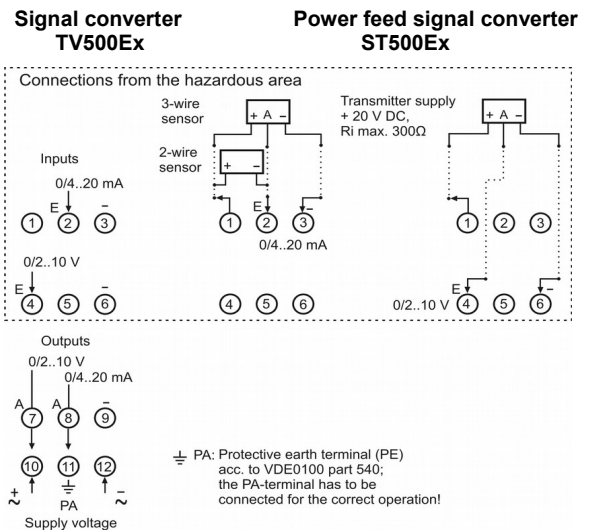 Signal converter
TV500Ex
Power feed signal converter
ST500Ex
Connections from the hazardous area
Inputs
0/4..20 mA
E
–
1 2 3
0/2..10 V
E
–
4 5 6
3-wire
sensor
+ A –
2-wire
sensor
+ –
E
–
1 2 3
0/4..20 mA
4 5 6
Transmitter supply
+ 20 V DC,
Ri max. 300Ω
+ A –
1 2 3
E
–
0/2..10 V
4 5 6
Outputs
0/2..10 V
0/4..20 mA
A A –
7 8 9
10 11 12
+
~
PA
–
~
Supply voltage
PA: Protective earth terminal (PE)
acc. to VDE0100 part 540;
the PA-terminal has to be
connected for the correct operation!